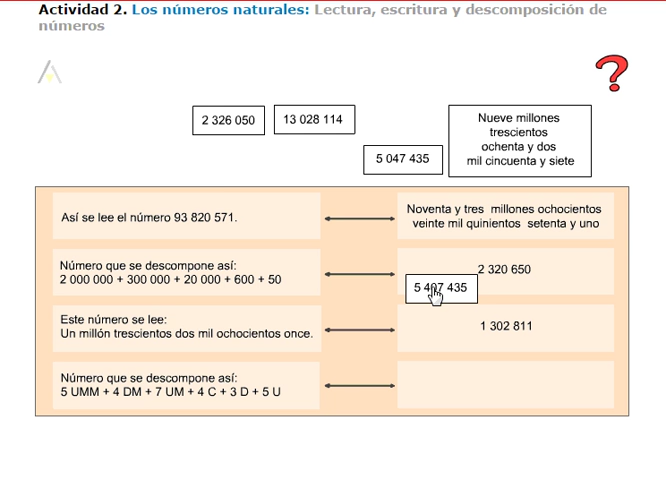 Actividad 2. Los números naturales: Lectura, escritura y descomposición de
números
?
2 326 050
13 028 114
Nueve millones
trescientos
ochenta y dos
mil cincuenta y siete
5 047 435
Así se lee el número 93 820 571.
Noventa y tres millones ochocientos
veinte mil quinientos setenta y uno
Número que se descompone así:
2 000 000 + 300 000 + 20 000 + 600 + 50
2 320 650
5 407 435
Este número se lee:
Un millón trescientos dos mil ochocientos once.
1 302 811
Número que se descompone así:
5 UMM + 4 DM + 7 UM + 4 C + 3 D + 5 U